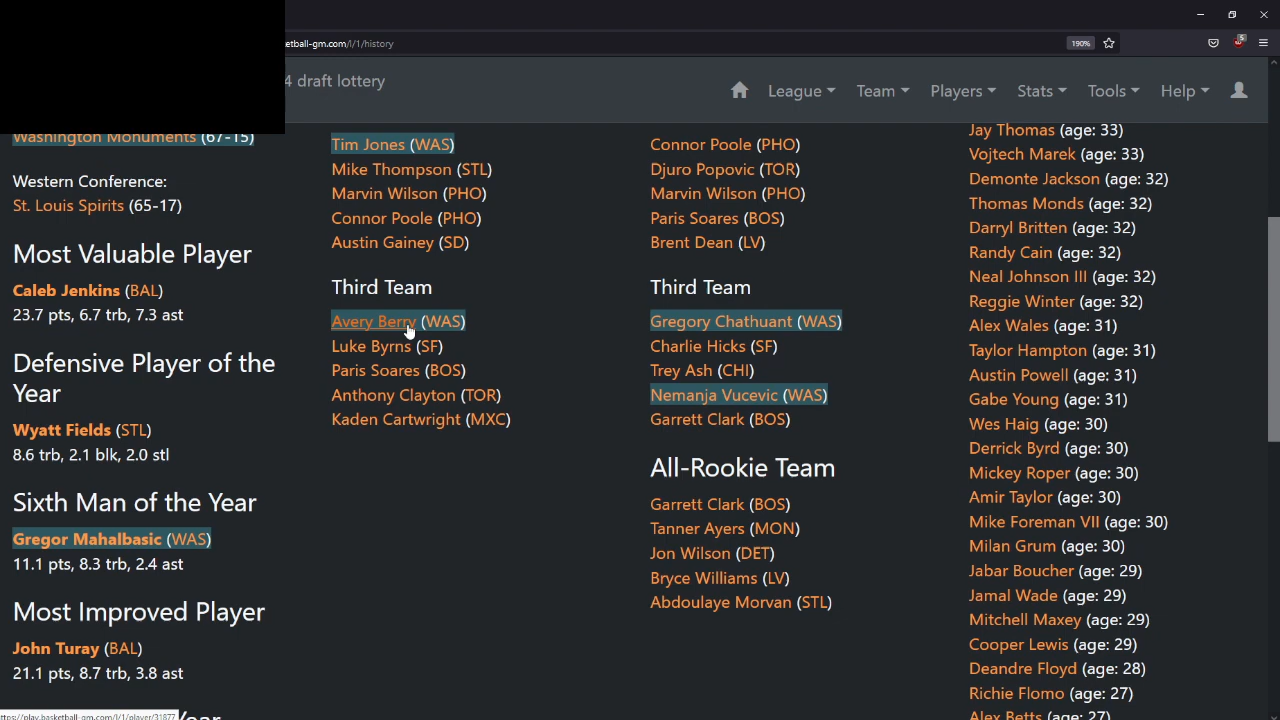 etball-gm.com/l/1/history
190%
5
4 draft lottery
League
Team
Players
Stats
Tools
Help
Washington Monuments (67-15)
Western Conference:
St. Louis Spirits (65-17)
Most Valuable Player
Caleb Jenkins (BAL)
23.7 pts, 6.7 trb, 7.3 ast
Defensive Player of the
Year
Wyatt Fields (STL)
8.6 trb, 2.1 blk, 2.0 stl
Sixth Man of the Year
Gregor Mahalbasic (WAS)
11.1 pts, 8.3 trb, 2.4 ast
Most Improved Player
John Turay (BAL)
21.1 pts, 8.7 trb, 3.8 ast
Year
ttps://play.basketball-gm.com/l/1/player/31877
Tim Jones (WAS)
Mike Thompson (STL)
Marvin Wilson (PHO)
Connor Poole (PHO)
Austin Gainey (SD)
Third Team
Avery Berry (WAS)
Luke Byrns (SF)
Paris Soares (BOS)
Anthony Clayton (TOR)
Kaden Cartwright (MXC)
Connor Poole (PHO)
Djuro Popovic (TOR)
Marvin Wilson (PHO)
Paris Soares (BOS)
Brent Dean (LV)
Third Team
Gregory Chathuant (WAS)
Charlie Hicks (SF)
Trey Ash (CHI)
Nemanja Vucevic (WAS)
Garrett Clark (BOS)
All-Rookie Team
Garrett Clark (BOS)
Tanner Ayers (MON)
Jon Wilson (DET)
Bryce Williams (LV)
Abdoulaye Morvan (STL)
Jay Thomas (age: 33)
Vojtech Marek (age: 33)
Demonte Jackson (age: 32)
Thomas Monds (age: 32)
Darryl Britten (age: 32)
Randy Cain (age: 32)
Neal Johnson III (age: 32)
Reggie Winter (age: 32)
Alex Wales (age: 31)
Taylor Hampton (age: 31)
Austin Powell (age: 31)
Gabe Young (age: 31)
Wes Haig (age: 30)
Derrick Byrd (age: 30)
Mickey Roper (age: 30)
Amir Taylor (age: 30)
Mike Foreman VII (age: 30)
Milan Grum (age: 30)
Jabar Boucher (age: 29)
Jamal Wade (age: 29)
Mitchell Maxey (age: 29)
Cooper Lewis (age: 29)
Deandre Floyd (age: 28)
Richie Flomo (age: 27)
Alex Betts (age: 27)